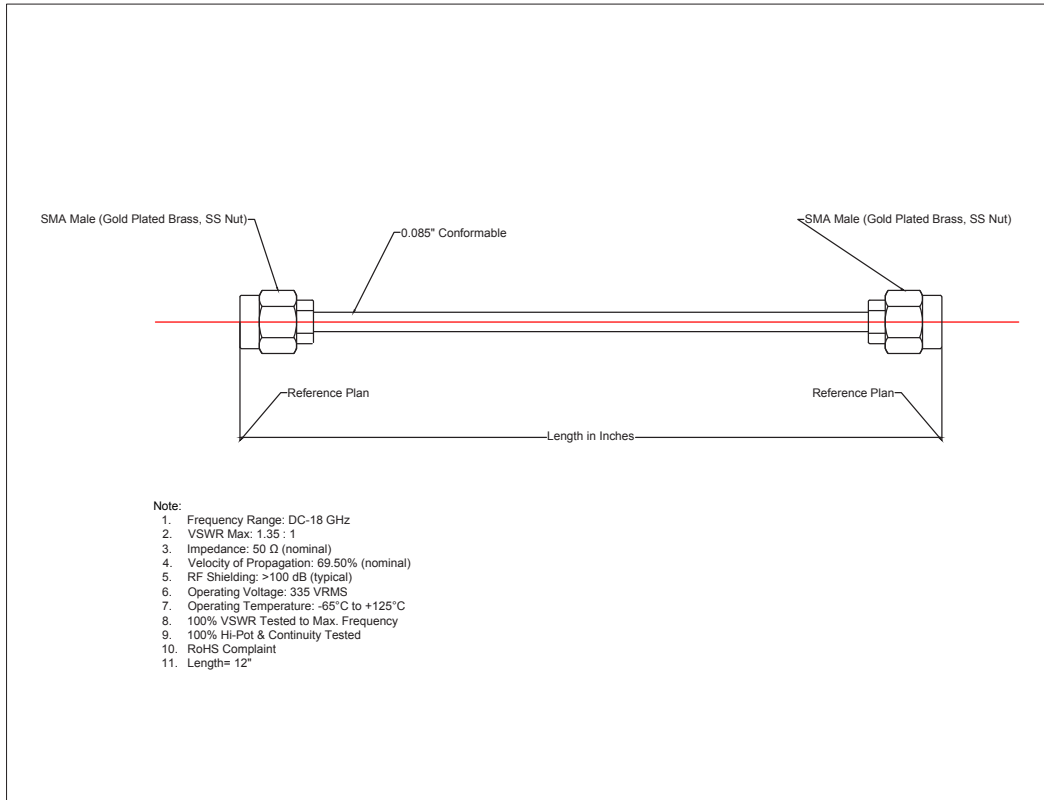 SMA Male (Gold Plated Brass, SS Nut)
SMA Male (Gold Plated Brass, SS Nut)
0.085" Conformable
Reference Plan
Reference Plan
Length in Inches
Note:
1. Frequency Range: DC-18 GHz
2. VSWR Max: 1.35 : 1
3. Impedance: 50 Ω (nominal)
4. Velocity of Propagation: 69.50% (nominal)
5. RF Shielding: >100 dB (typical)
6. Operating Voltage: 335 VRMS
7. Operating Temperature: -65°C to +125°C
8. 100% VSWR Tested to Max. Frequency
9. 100% Hi-Pot & Continuity Tested
10. RoHS Complaint
11. Length= 12"